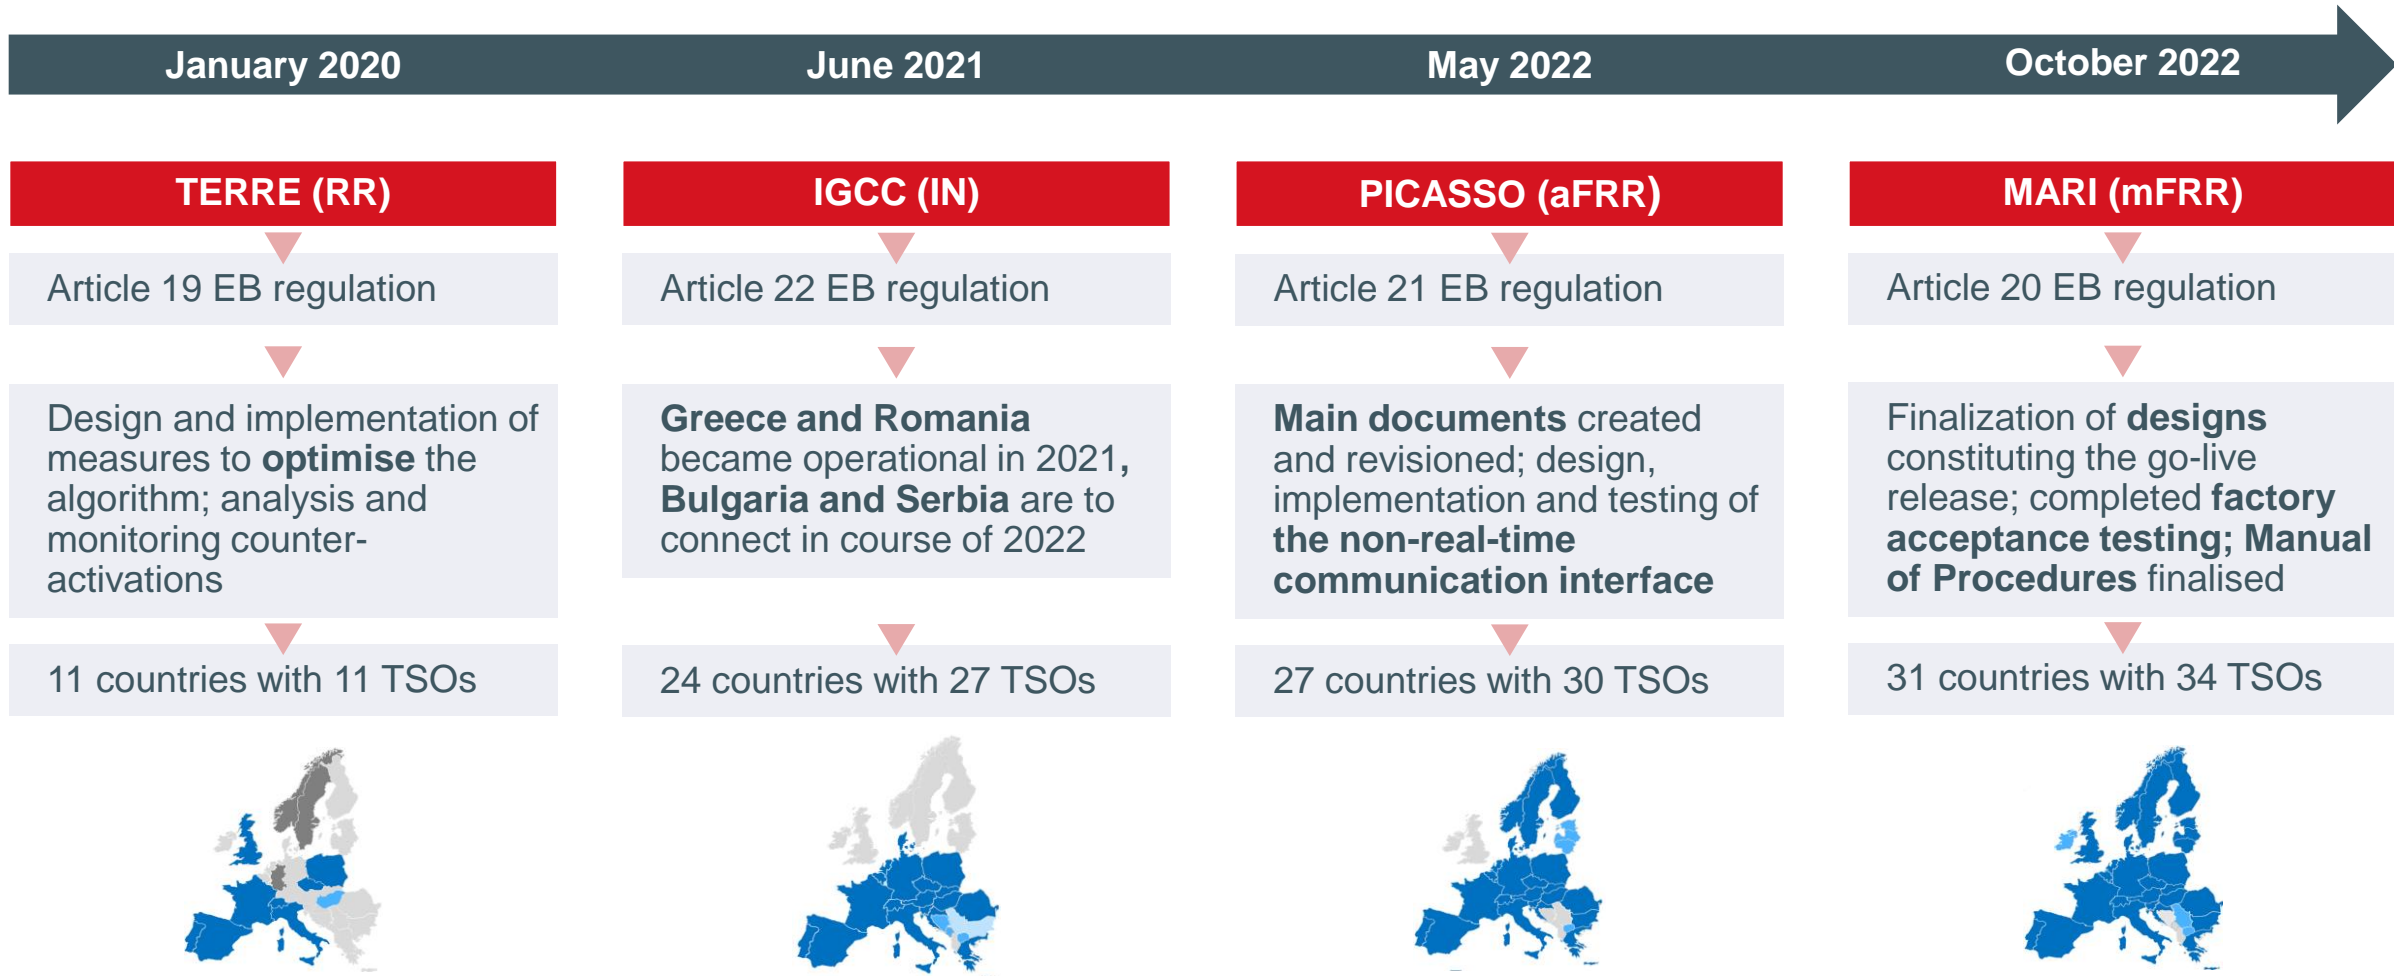 January 2020
June 2021
May 2022
October 2022
TERRE (RR)
Article 19 EB regulation
Design and implementation of
measures to optimise the
algorithm; analysis and
monitoring counter-
activations
11 countries with 11 TSOs
IGCC (IN)
Article 22 EB regulation
Greece and Romania
became operational in 2021,
Bulgaria and Serbia are to
connect in course of 2022
24 countries with 27 TSOs
PICASSO (aFRR)
Article 21 EB regulation
Main documents created
and revisioned; design,
implementation and testing of
the non-real-time
communication interface
27 countries with 30 TSOs
MARI (mFRR)
Article 20 EB regulation
Finalization of designs
constituting the go-live
release; completed factory
acceptance testing; Manual
of Procedures finalised
31 countries with 34 TSOs